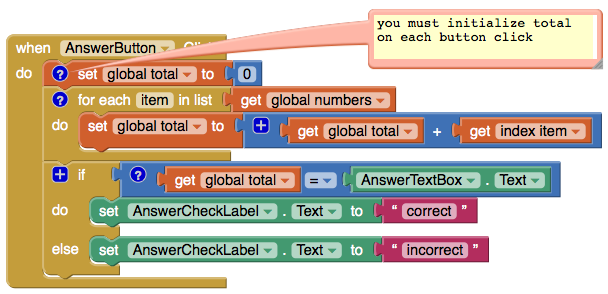 you must initialize total
on each button click
when AnswerButton .Click
do ? set global total to 0
? for each item in list get global numbers
do set global total to + get global total + get index item
+ if ? get global total = AnswerTextBox . Text
do set AnswerCheckLabel . Text to “ correct ”
else set AnswerCheckLabel . Text to “ incorrect ”